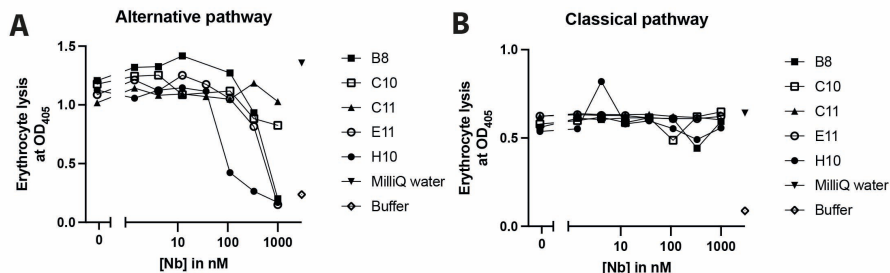 A
Alternative pathway
Erythrocyte lysis
at OD405
1.5
1.0
0.5
0.0
0
10
100
1000
[Nb] in nM
B8
C10
C11
E11
H10
MilliQ water
Buffer
B
Classical pathway
Erythrocyte lysis
at OD405
1.0
0.5
0.0
0
10
100
1000
[Nb] in nM
B8
C10
C11
E11
H10
MilliQ water
Buffer